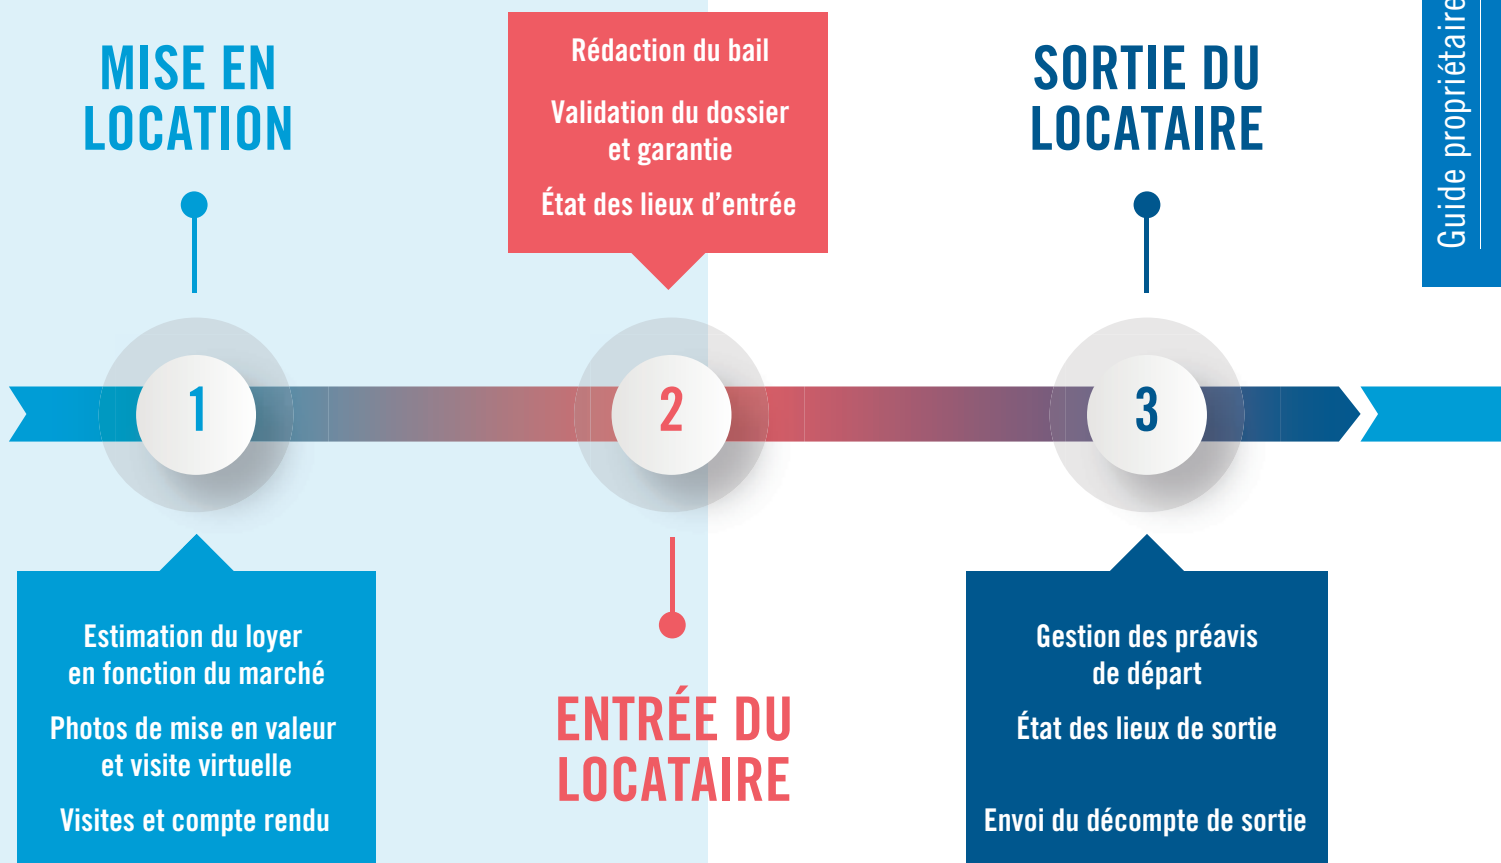 MISE EN
LOCATION
1
Estimation du loyer
en fonction du marché
Photos de mise en valeur
et visite virtuelle
Visites et compte rendu
Rédaction du bail
Validation du dossier
et garantie
État des lieux d’entrée
2
ENTRÉE DU
LOCATAIRE
SORTIE DU
LOCATAIRE
3
Gestion des préavis
de départ
État des lieux de sortie
Envoi du décompte de sortie
Guide propriétaire